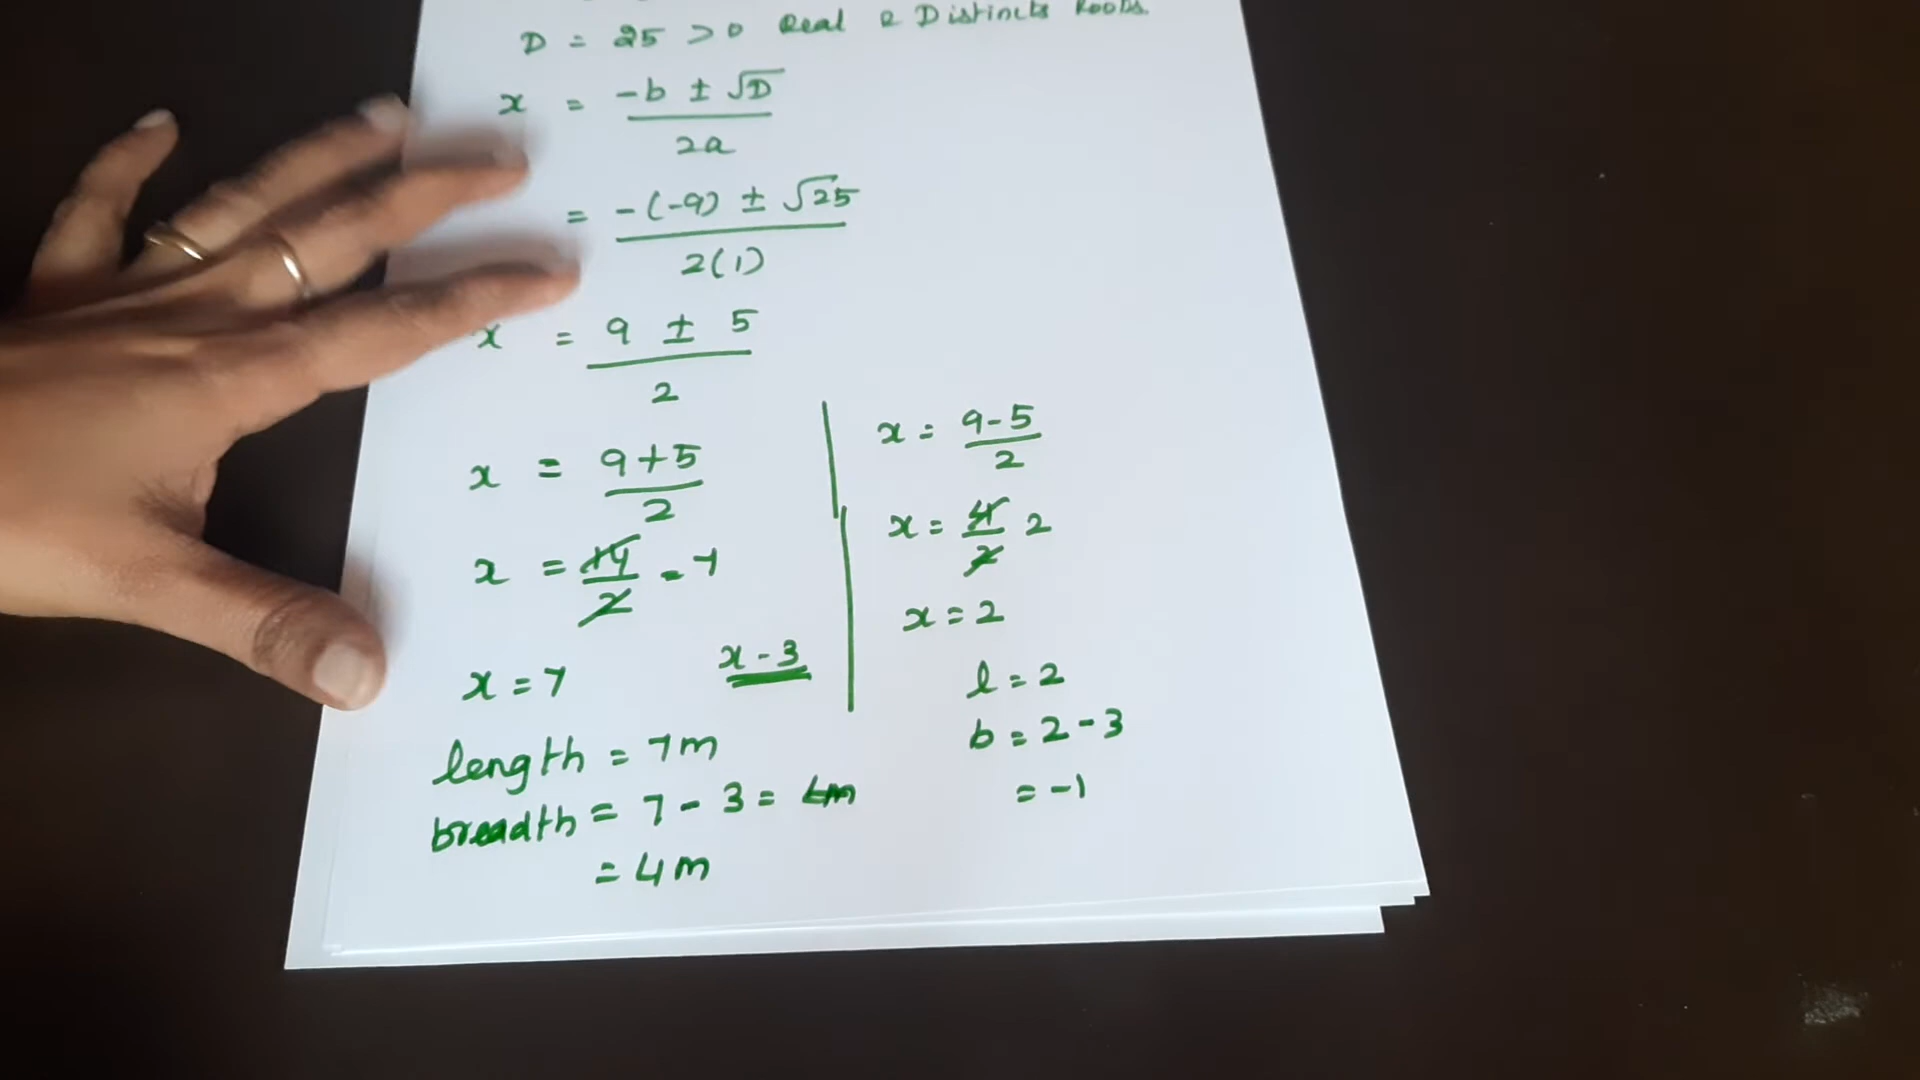 D = 25 > 0 Real & Distincts Roots.
x = (-b ± √D) / 2a
= (-(-9) ± √25) / 2(1)
x = (9 ± 5) / 2
x = (9+5) / 2
x = 14/2 = 7
x = 7
x - 3
length = 7m
breadth = 7 - 3 = 4m
= 4m
x = (9-5) / 2
x = 4/2 2
x = 2
l = 2
b = 2 - 3
= -1